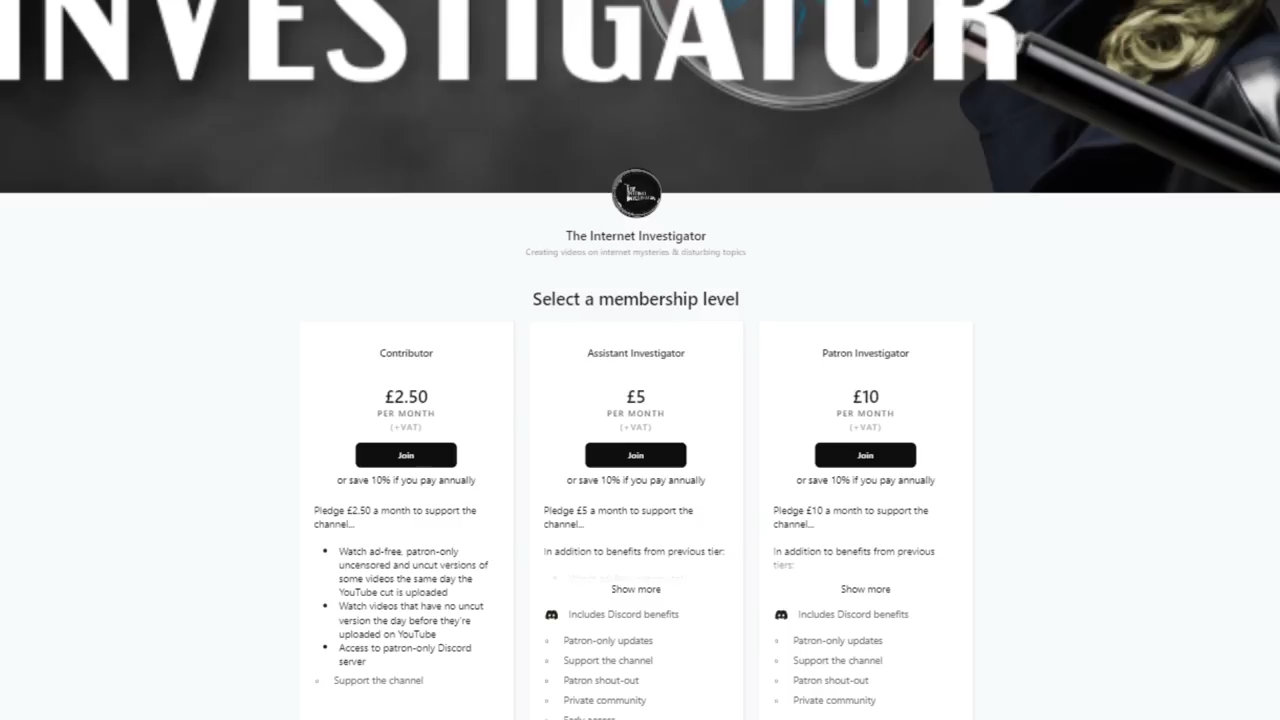 INVESTIGATOR
The Internet Investigator
Creating videos on internet mysteries & disturbing topics
Select a membership level
Contributor
£2.50
PER MONTH
(+VAT)
Join
or save 10% if you pay annually
Pledge £2.50 a month to support the
channel...
Watch ad-free, patron-only
uncensored and uncut versions of
some videos the same day the
YouTube cut is uploaded
Watch videos that have no uncut
version the day before they're
uploaded on YouTube
Access to patron-only Discord
server
Support the channel
Assistant Investigator
£5
PER MONTH
(+VAT)
Join
or save 10% if you pay annually
Pledge £5 a month to support the
channel...
In addition to benefits from previous tier:
Show more
Includes Discord benefits
Patron-only updates
Support the channel
Patron shout-out
Private community
Early access
Patron Investigator
£10
PER MONTH
(+VAT)
Join
or save 10% if you pay annually
Pledge £10 a month to support the
channel...
In addition to benefits from previous
tiers:
Show more
Includes Discord benefits
Patron-only updates
Support the channel
Patron shout-out
Private community